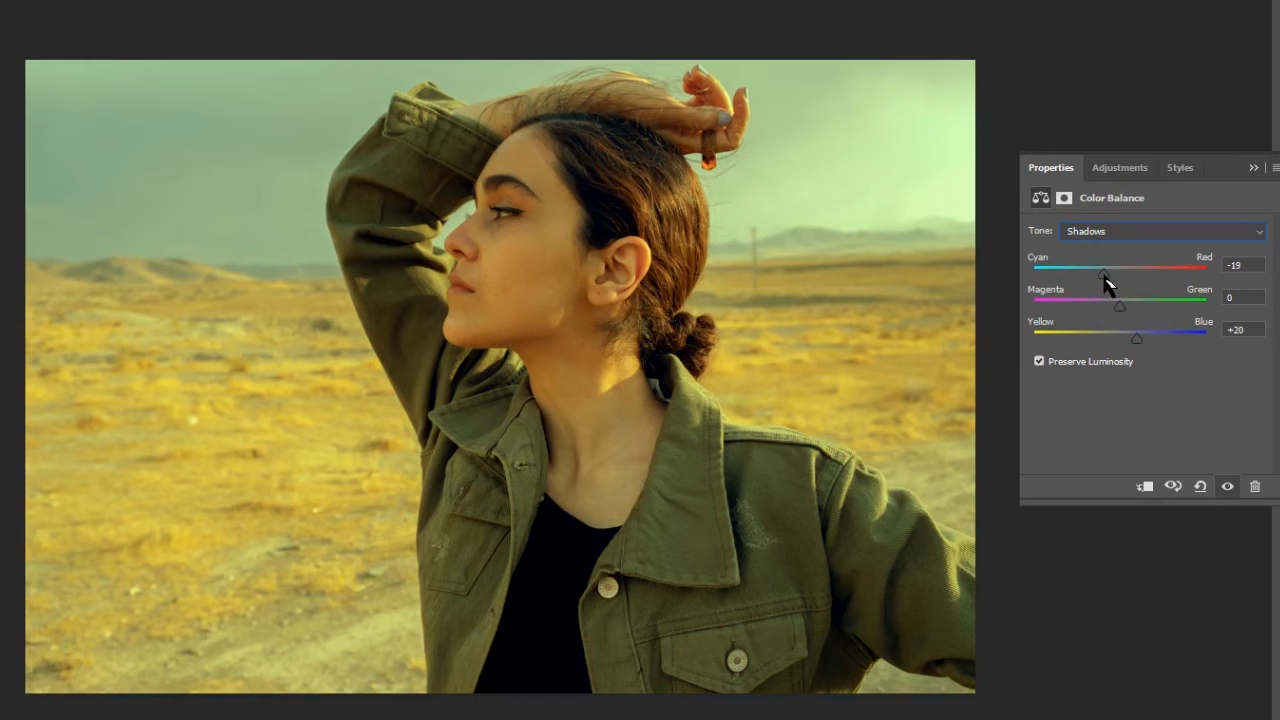 Properties Adjustments Styles
Color Balance
Tone: Shadows
Cyan Red -19
Magenta Green 0
Yellow Blue +20
Preserve Luminosity